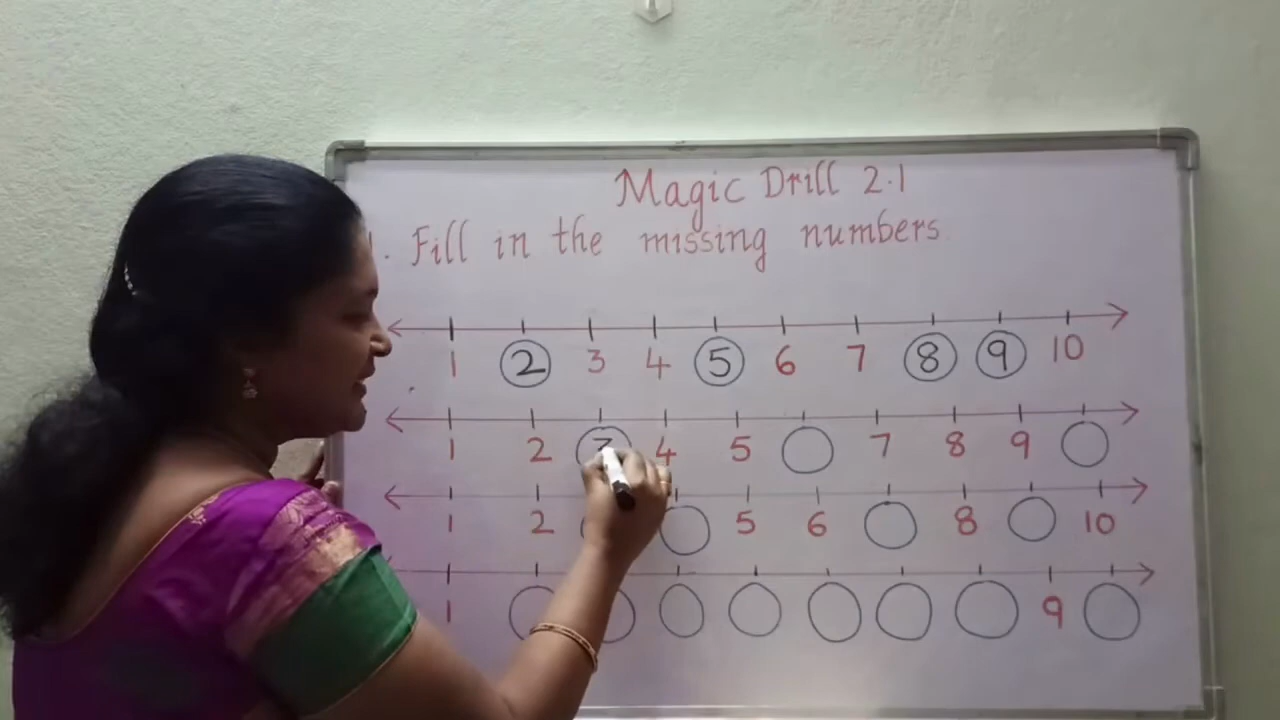 Magic Drill 2.1
1. Fill in the missing numbers.
1 2 3 4 5 6 7 8 9 10
1 2 3 4 5 7 8 9
1 2 5 6 8 10
1 9